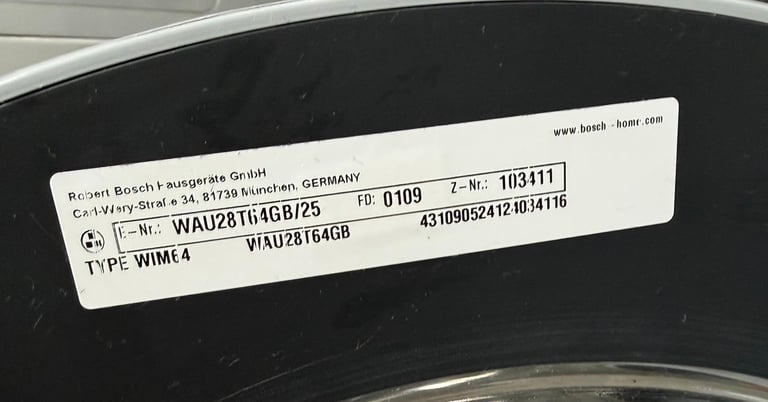 www.bosch-home.com
Robert Bosch Hausgeräte GmbH
Carl-Wery-Straße 34, 81739 München, GERMANY
E-Nr.: WAU28T64GB/25 FD: 0109 Z-Nr.: 103411
TYPE WIM64 WAU28T64GB